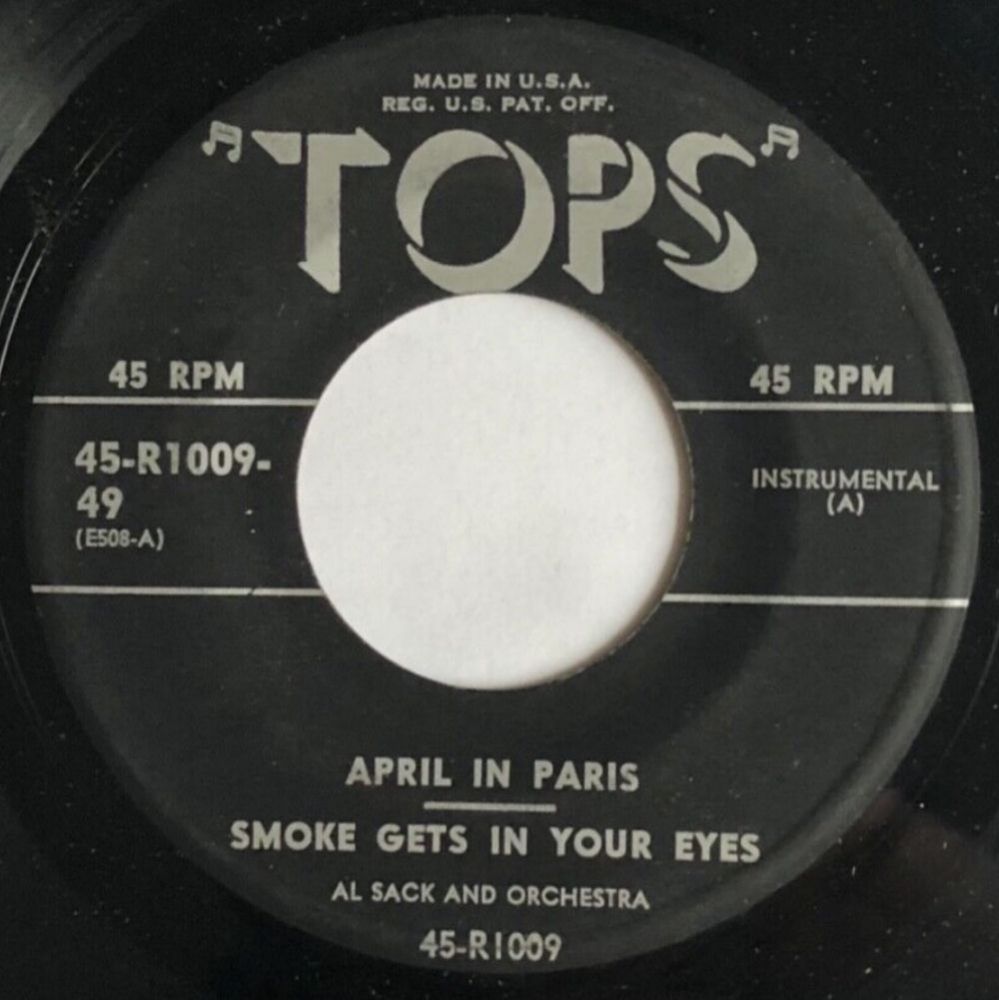 MADE IN U.S.A.
REG. U.S. PAT. OFF.
"TOPS"
45 RPM
45 RPM
45-R1009-
49
(E508-A)
INSTRUMENTAL
(A)
APRIL IN PARIS
SMOKE GETS IN YOUR EYES
AL SACK AND ORCHESTRA
45-R1009